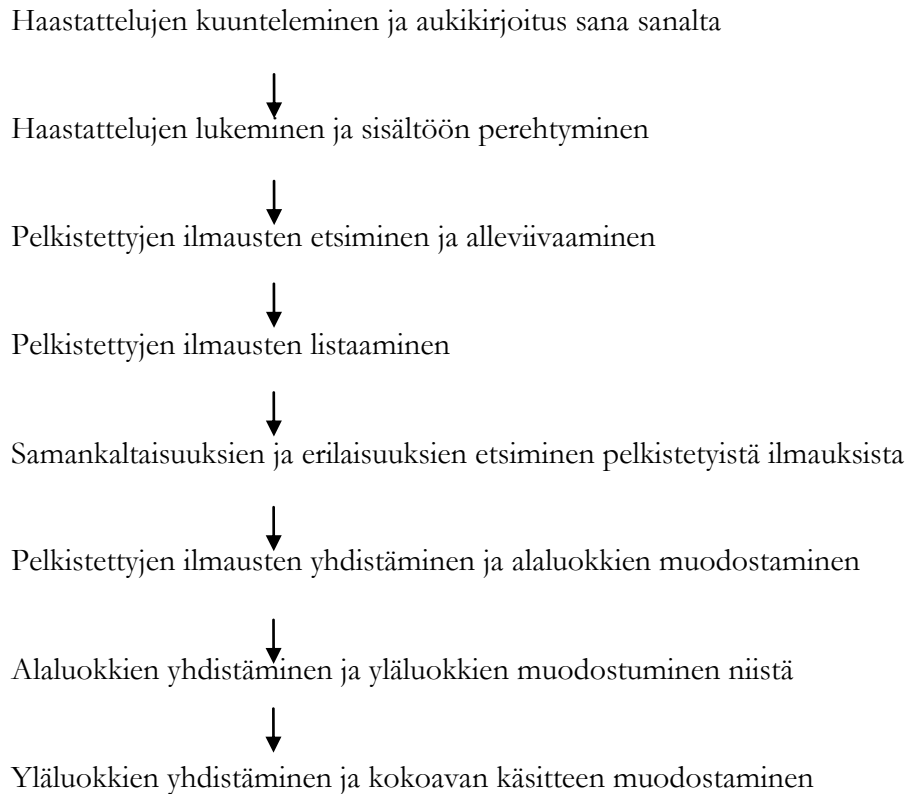 Haastattelujen kuunteleminen ja aukikirjoitus sana sanalta
Haastattelujen lukeminen ja sisältöön perehtyminen
Pelkistettyjen ilmausten etsiminen ja alleviivaaminen
Pelkistettyjen ilmausten listaaminen
Samankaltaisuuksien ja erilaisuuksien etsiminen pelkistetyistä ilmauksista
Pelkistettyjen ilmausten yhdistäminen ja alaluokkien muodostaminen
Alaluokkien yhdistäminen ja yläluokkien muodostuminen niistä
Yläluokkien yhdistäminen ja kokoavan käsitteen muodostaminen